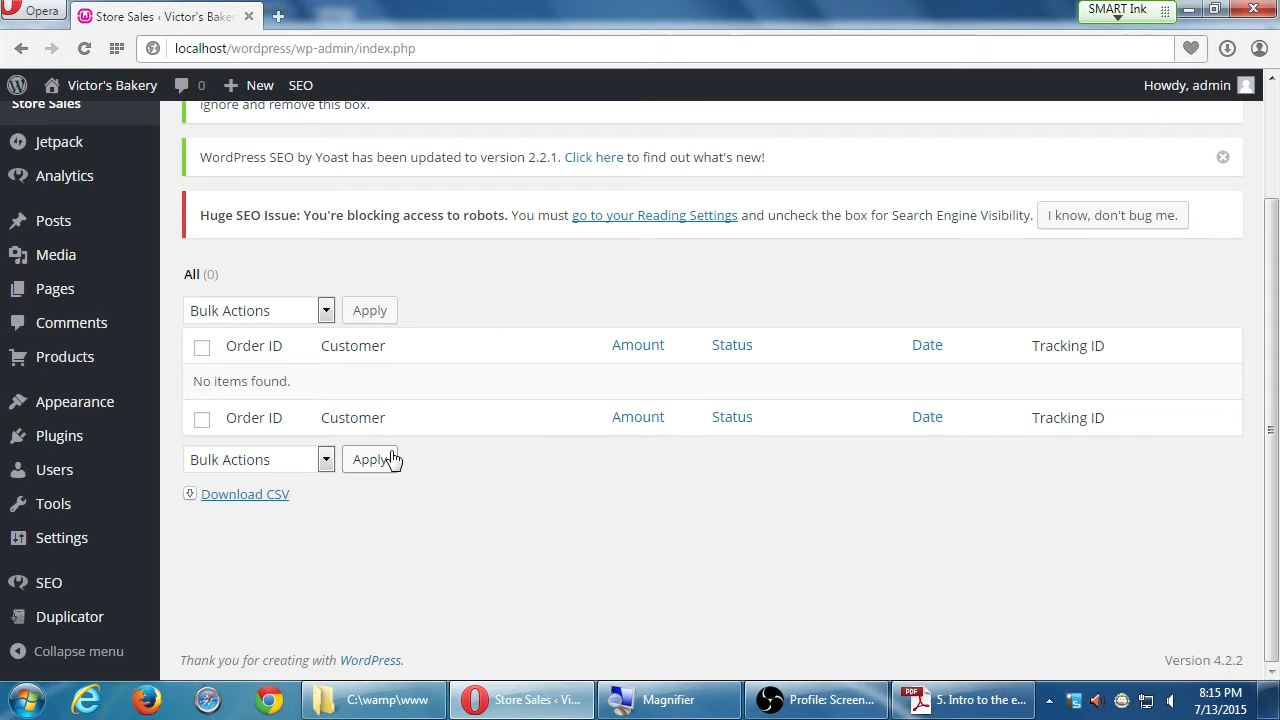 Opera
Store Sales ‹ Victor's Baker
SMART Ink
localhost/wordpress/wp-admin/index.php
Victor's Bakery 0 New SEO
Howdy, admin
Store Sales
Jetpack
Analytics
Posts
Media
Pages
Comments
Products
Appearance
Plugins
Users
Tools
Settings
SEO
Duplicator
Collapse menu
ignore and remove this box.
WordPress SEO by Yoast has been updated to version 2.2.1. Click here to find out what's new!
Huge SEO Issue: You're blocking access to robots. You must go to your Reading Settings and uncheck the box for Search Engine Visibility. I know, don't bug me.
All (0)
Bulk Actions Apply
Order ID Customer Amount Status Date Tracking ID
No items found.
Order ID Customer Amount Status Date Tracking ID
Bulk Actions Apply
Download CSV
Thank you for creating with WordPress.
Version 4.2.2
C:\wamp\www
Store Sales ‹ Vi...
Magnifier
Profile: Screen...
PDF
5. Intro to the e...
8:15 PM
7/13/2015